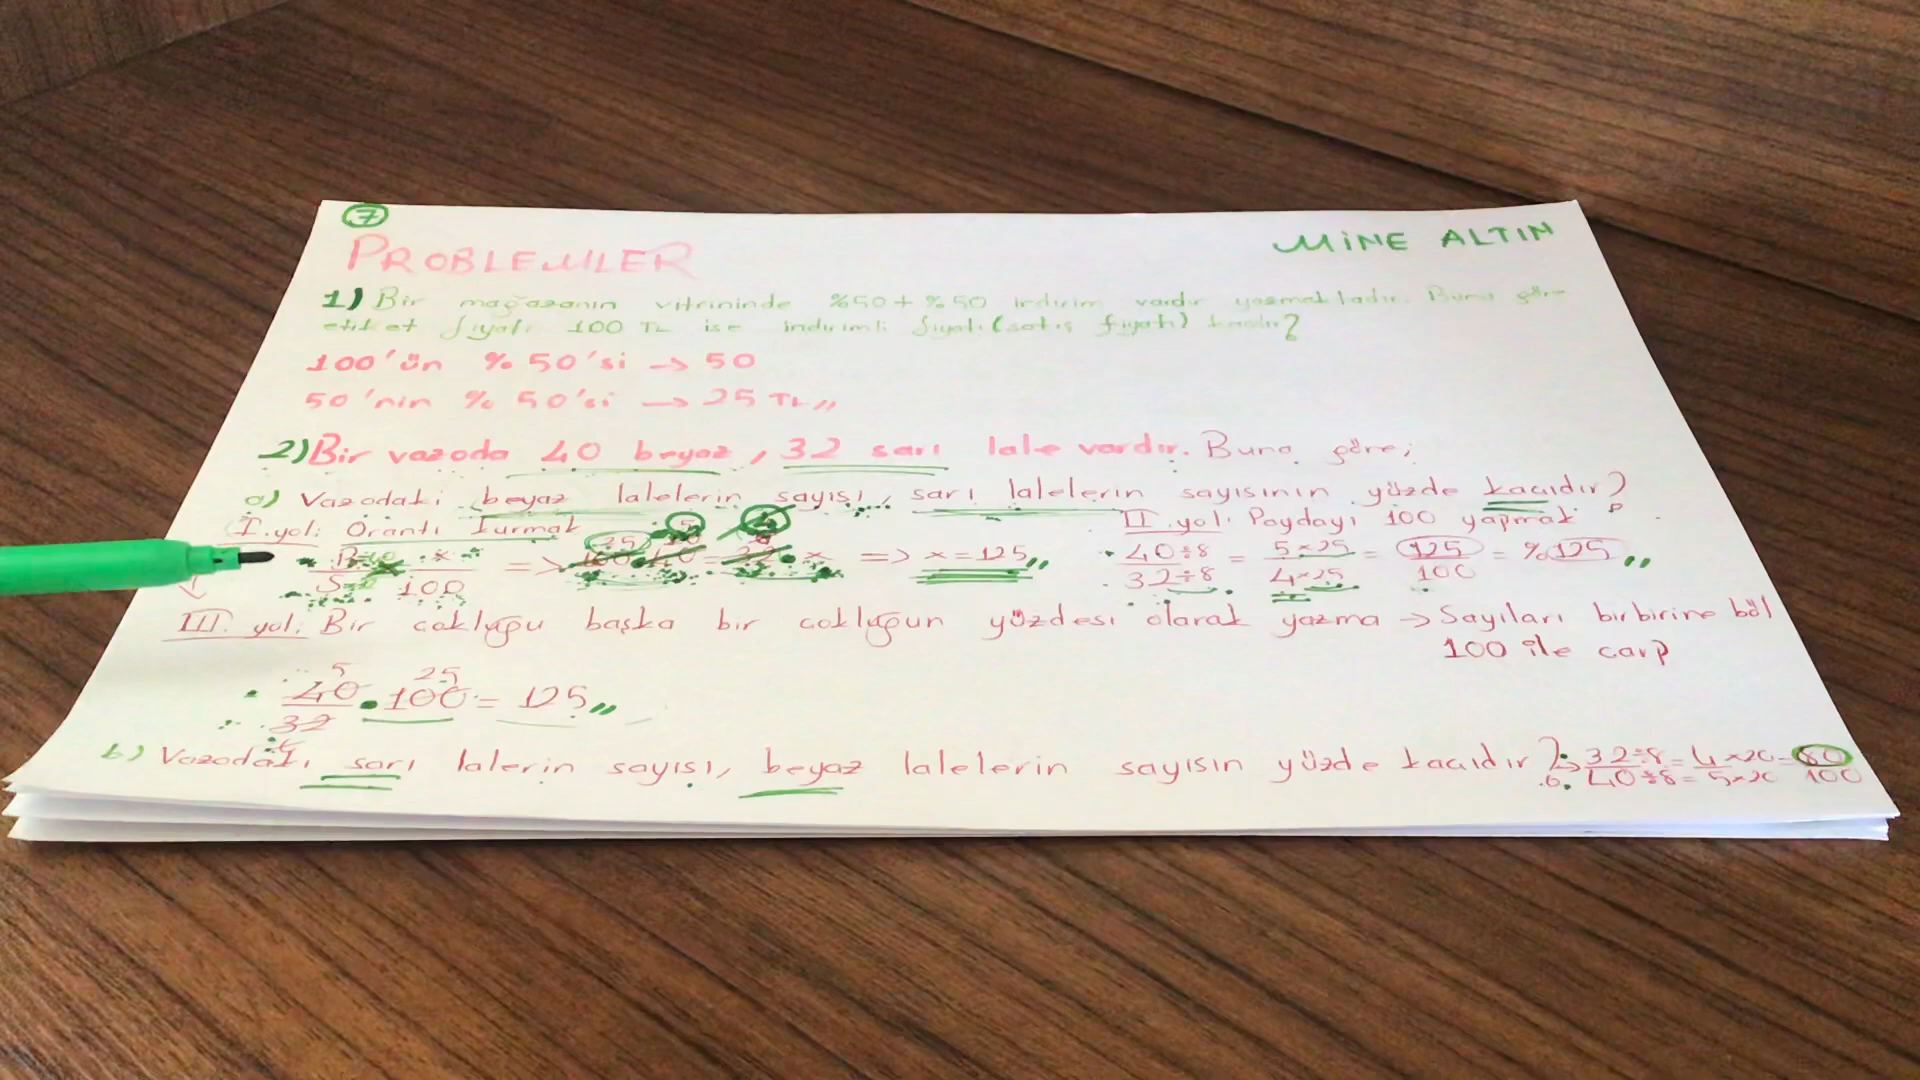 7
PROBLEMLER
MİNE ALTIN
1) Bir mağazanın vitrininde %50 + %50 indirim vardır yazmaktadır. Buna göre
etiket fiyatı 100 TL ise indirimli fiyatı (satış fiyatı) kaçdır?
100'ün % 50'si → 50
50'nin % 50'si → 25 TL,,
2) Bir vazoda 40 beyaz, 32 sarı lale vardır. Buna göre;
a) Vazodaki beyaz lalelerin sayısı, sarı lalelerin sayısının yüzde kaçıdır?
I. yol: Orantı kurmak
100 => x = 125,,
II. yol: Paydayı 100 yapmak
40÷8 = 5×25 = 125 = %125,,
32÷8 4×25 100
III. yol: Bir çokluğu başka bir çokluğun yüzdesi olarak yazma → Sayıları birbirine böl
100 ile çarp
5 25
40 . 100 = 125,,
32
4
b) Vazodaki sarı lalerin sayısı, beyaz lalelerin sayısın yüzde kaçıdır? 32÷8 = 4×20 = 80
40÷8 = 5×20 100